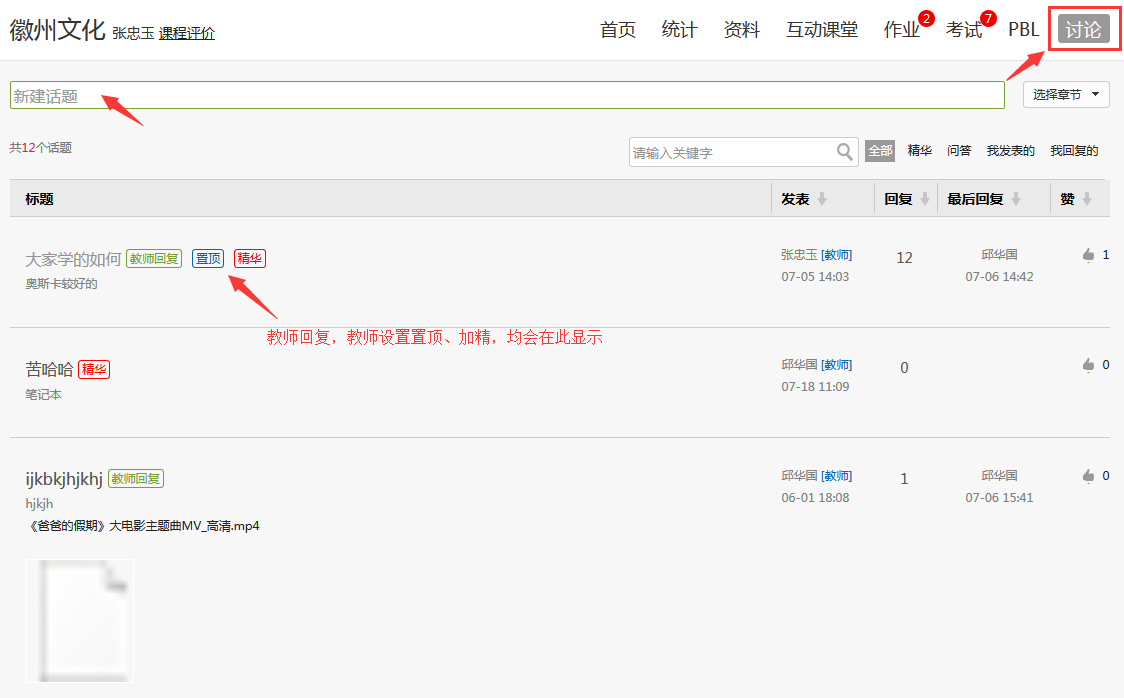 徽州文化 张忠玉 课程评价 首页 统计 资料 互动课堂 作业 2 考试 7 PBL 讨论
新建话题 选择章节
共12个话题 请输入关键字 全部 精华 问答 我发表的 我回复的
标题 发表 回复 最后回复 赞
大家学的如何 教师回复 置顶 精华 张忠玉 [教师] 12 邱华国 1
奥斯卡较好的 07-05 14:03 07-06 14:42
教师回复，教师设置置顶、加精，均会在此显示
苦哈哈 精华 邱华国 [教师] 0 0
笔记本 07-18 11:09
ijkbkjhjkhj 教师回复 邱华国 [教师] 1 邱华国 0
hjkjh 06-01 18:08 07-06 15:41
《爸爸的假期》大电影主题曲MV_高清.mp4